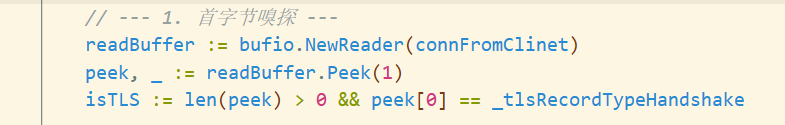 // --- 1. 首字节嗅探 ---
readBuffer := bufio.NewReader(connFromClinet)
peek, _ := readBuffer.Peek(1)
isTLS := len(peek) > 0 && peek[0] == _tlsRecordTypeHandshake